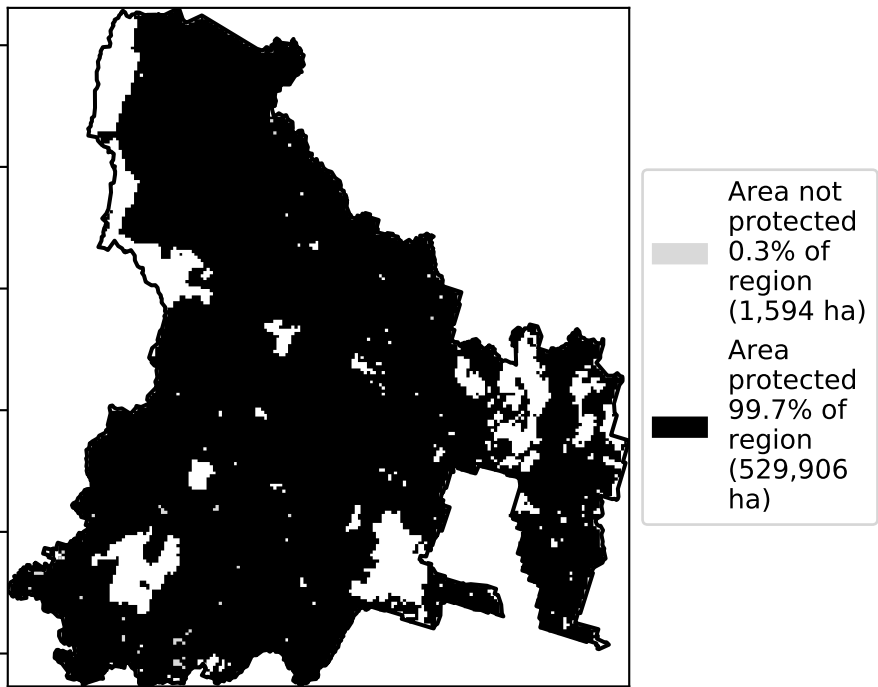 Area not
protected
0.3% of
region
(1,594 ha)
Area
protected
99.7% of
region
(529,906
ha)